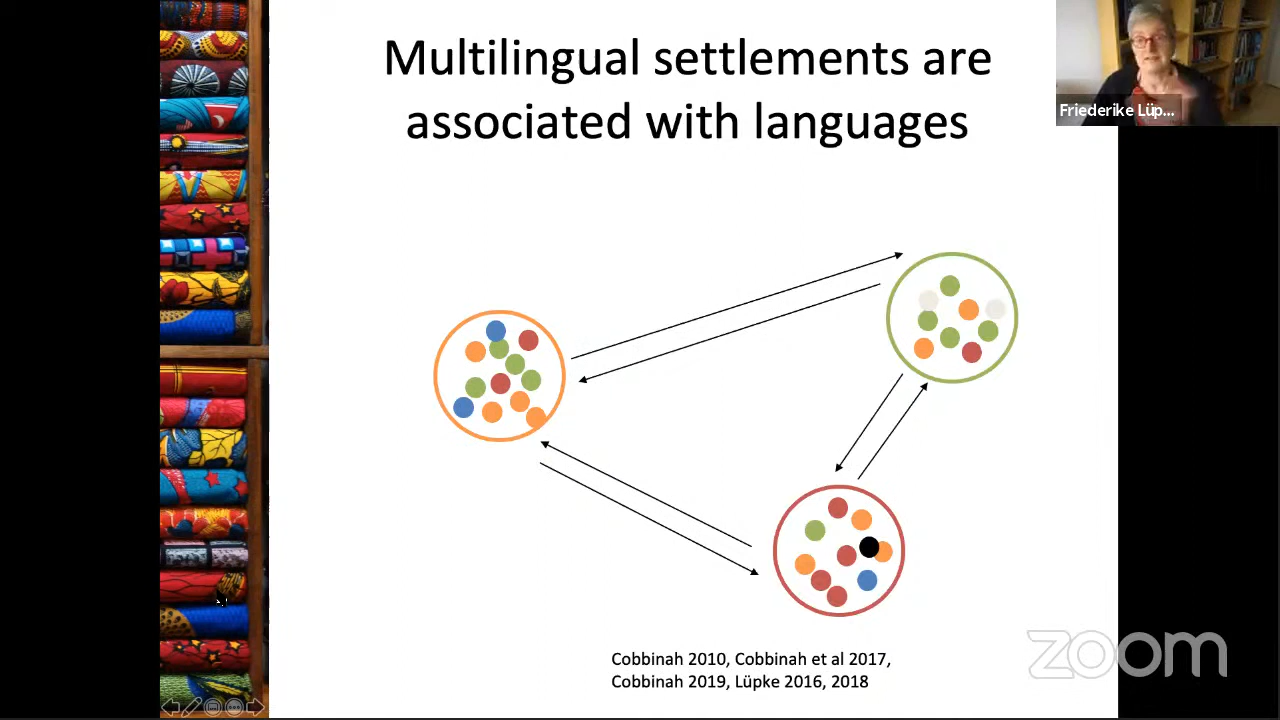 Multilingual settlements are
associated with languages
Friederike Lüp...
Cobbinah 2010, Cobbinah et al 2017,
Cobbinah 2019, Lüpke 2016, 2018
zoom